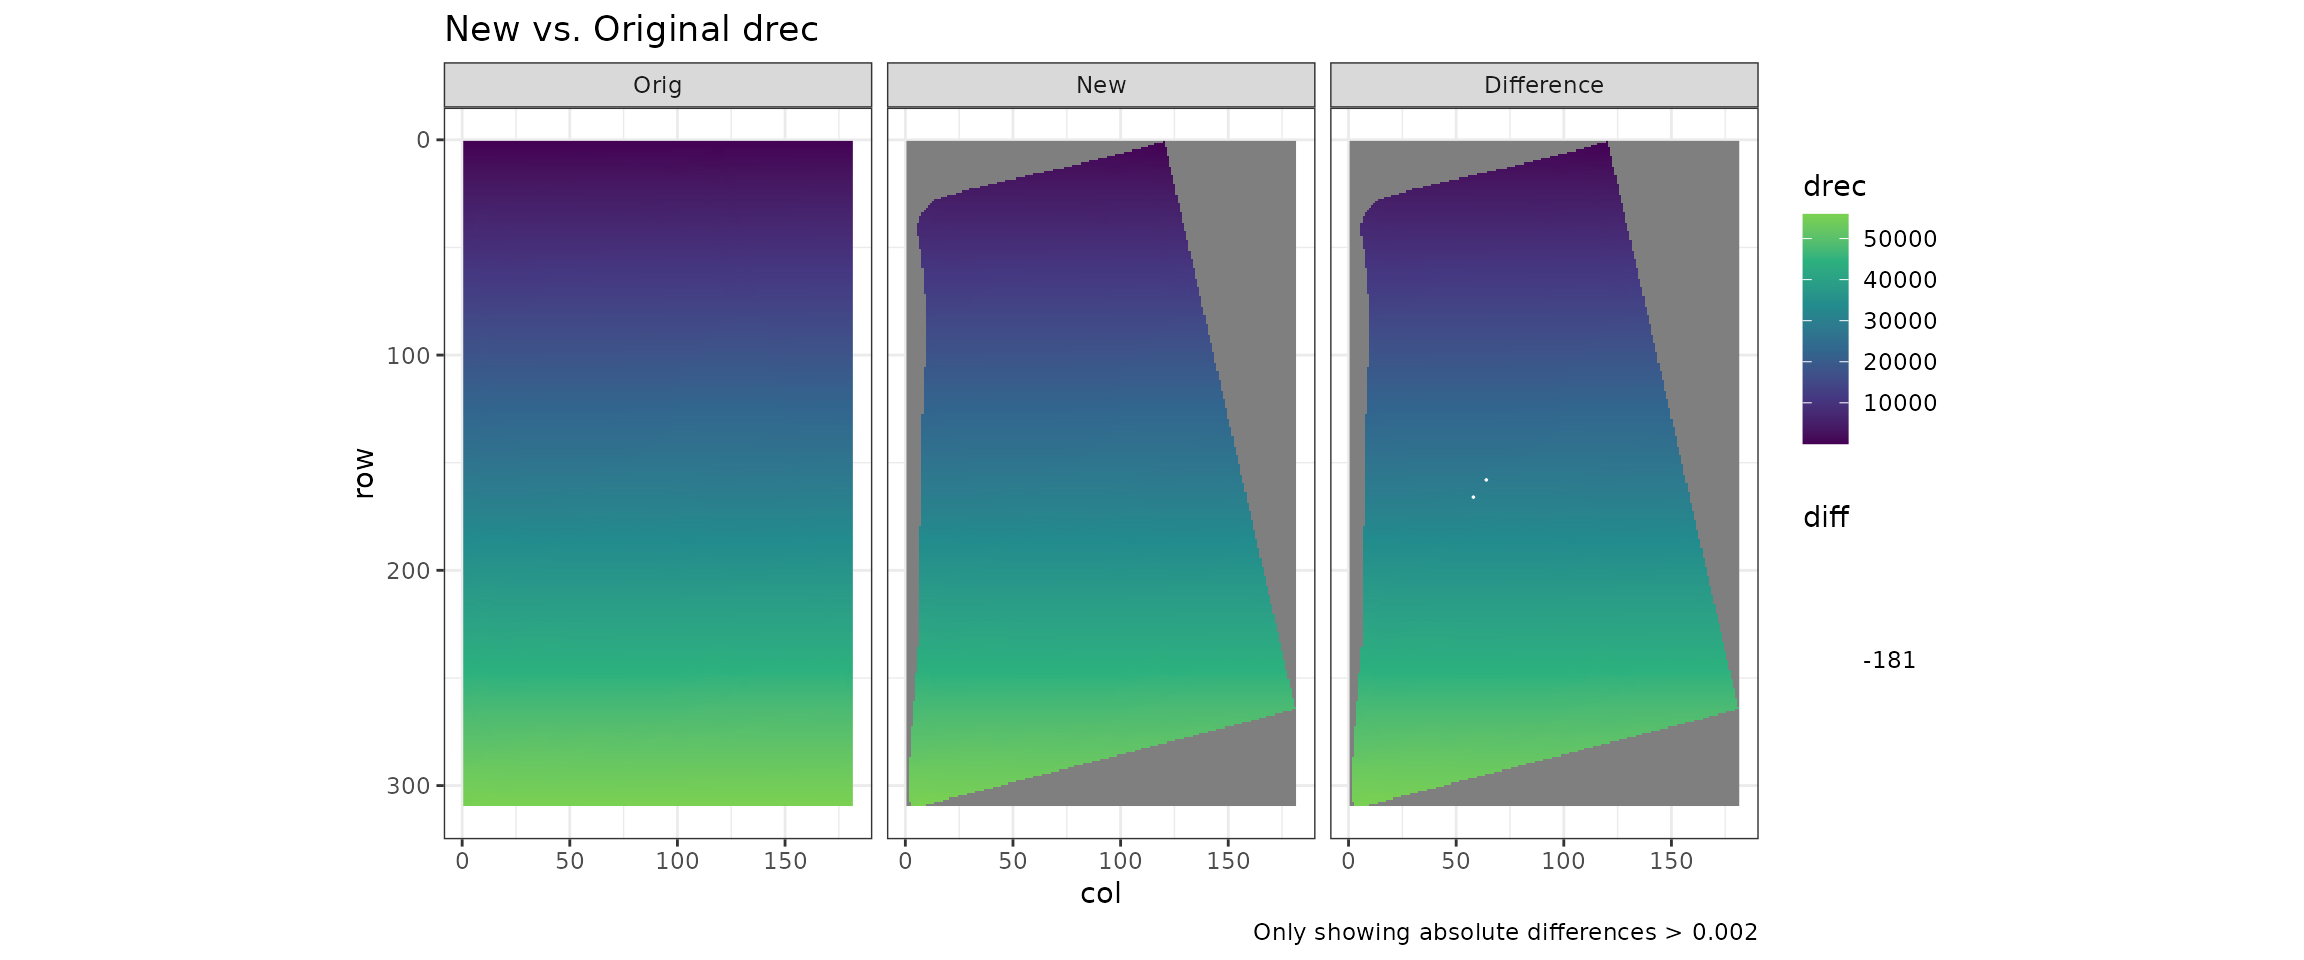 New vs. Original drec
Orig New Difference
0
100
200
300
row
0 50 100 150
0 50 100 150
0 50 100 150
col
drec
50000
40000
30000
20000
10000
diff
-181
Only showing absolute differences > 0.002